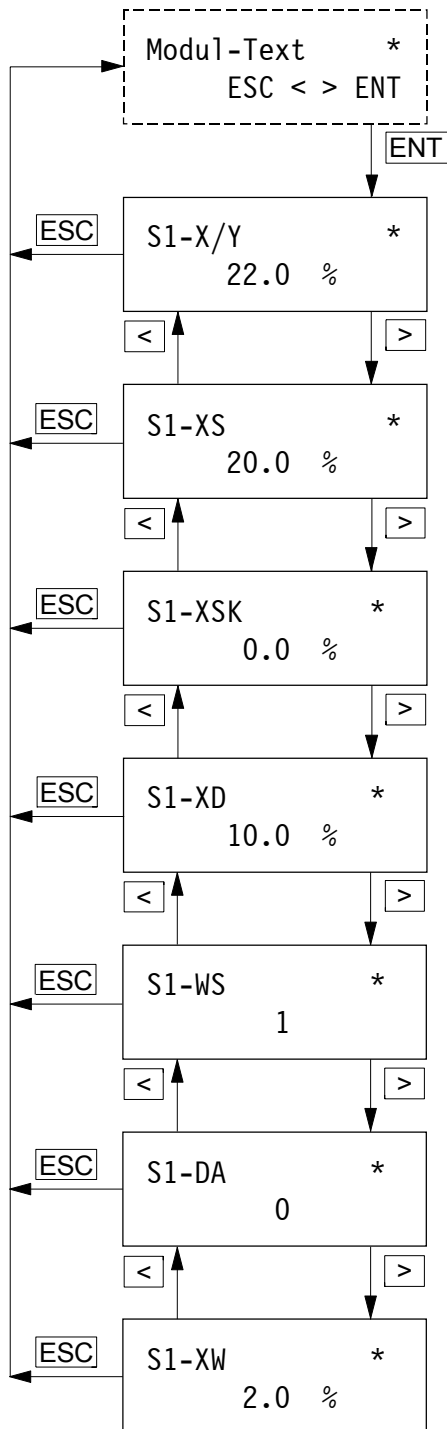 Modul-Text *
ESC < > ENT
ENT
ESC
S1-X/Y *
22.0 %
< >
ESC
S1-XS *
20.0 %
< >
ESC
S1-XSK *
0.0 %
< >
ESC
S1-XD *
10.0 %
< >
ESC
S1-WS *
1
< >
ESC
S1-DA *
0
< >
ESC
S1-XW *
2.0 %